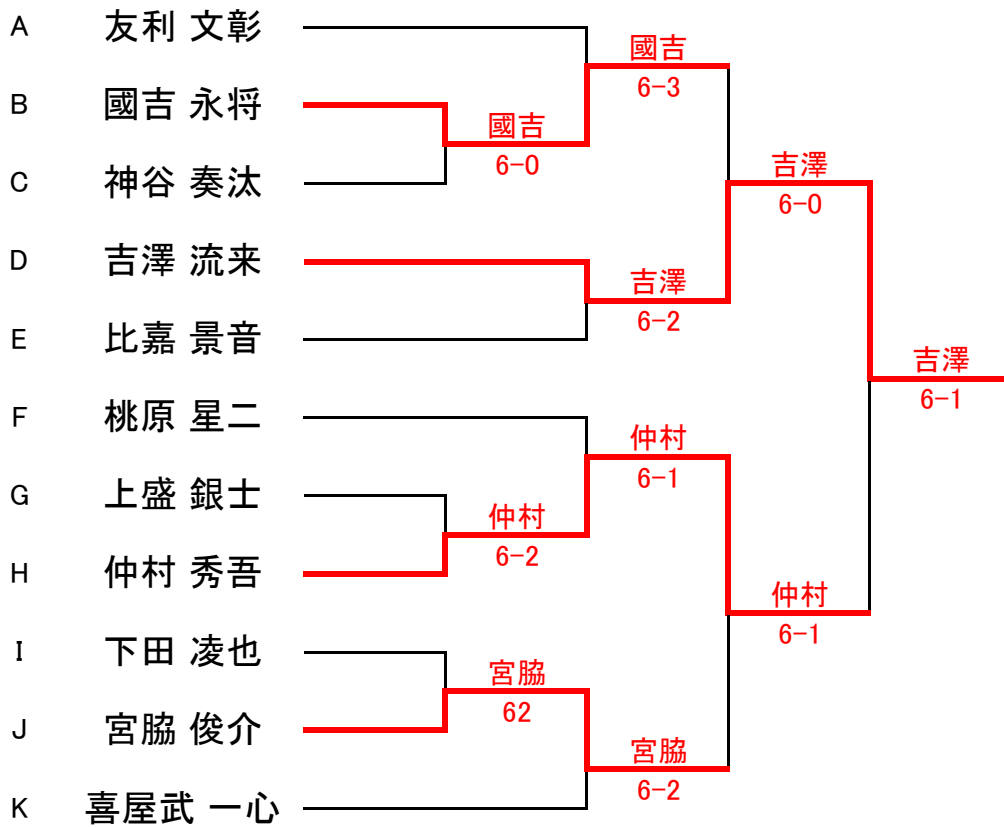 A 友利 文彰
國吉
6-3
B 國吉 永将
國吉
6-0
C 神谷 奏汰
吉澤
6-0
D 吉澤 流来
吉澤
6-2
E 比嘉 景音
吉澤
6-1
F 桃原 星二
仲村
6-1
G 上盛 銀士
仲村
6-2
H 仲村 秀吾
仲村
6-1
I 下田 凌也
宮脇
62
J 宮脇 俊介
宮脇
6-2
K 喜屋武 一心